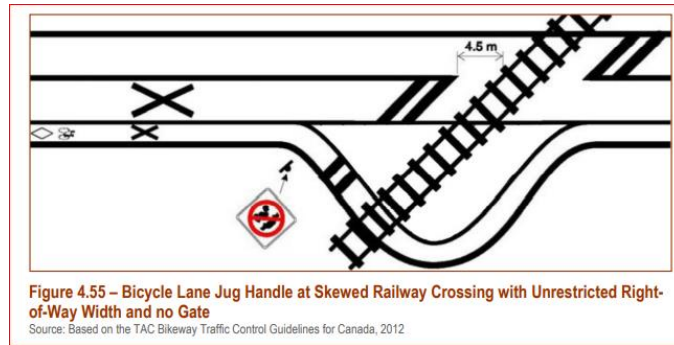 4.5 m
Figure 4.55 – Bicycle Lane Jug Handle at Skewed Railway Crossing with Unrestricted Right-
of-Way Width and no Gate
Source: Based on the TAC Bikeway Traffic Control Guidelines for Canada, 2012